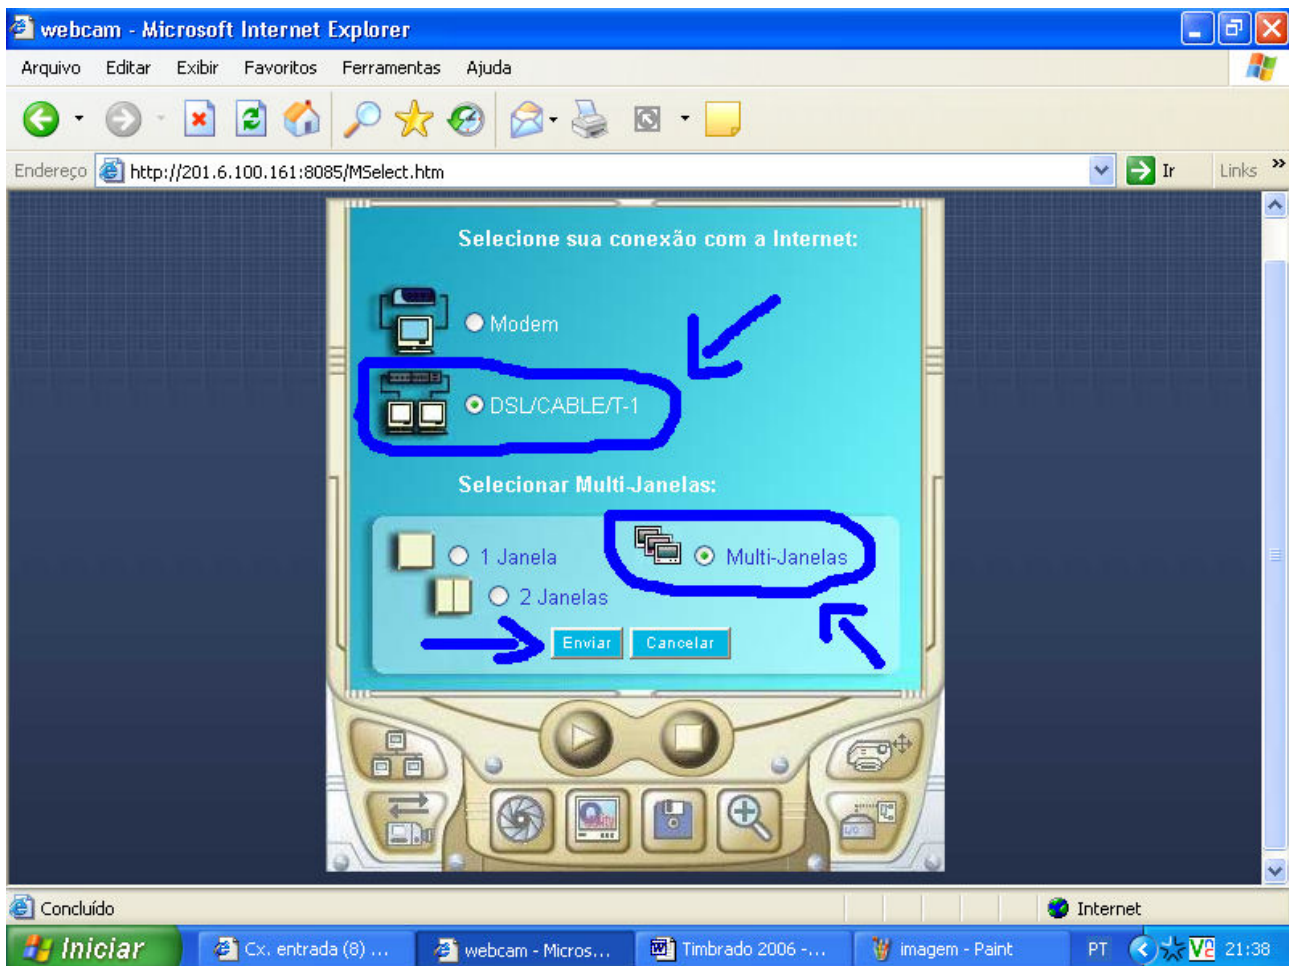 webcam - Microsoft Internet Explorer
Arquivo Editar Exibir Favoritos Ferramentas Ajuda
Endereço http://201.6.100.161:8085/MSelect.htm Ir Links »
Selecione sua conexão com a Internet:
Modem
DSL/CABLE/T-1
Selecionar Multi-Janelas:
1 Janela Multi-Janelas
2 Janelas
Enviar Cancelar
Concluído Internet
Iniciar Cx. entrada (8) ... webcam - Micros... Timbrado 2006 -... imagem - Paint PT 21:38